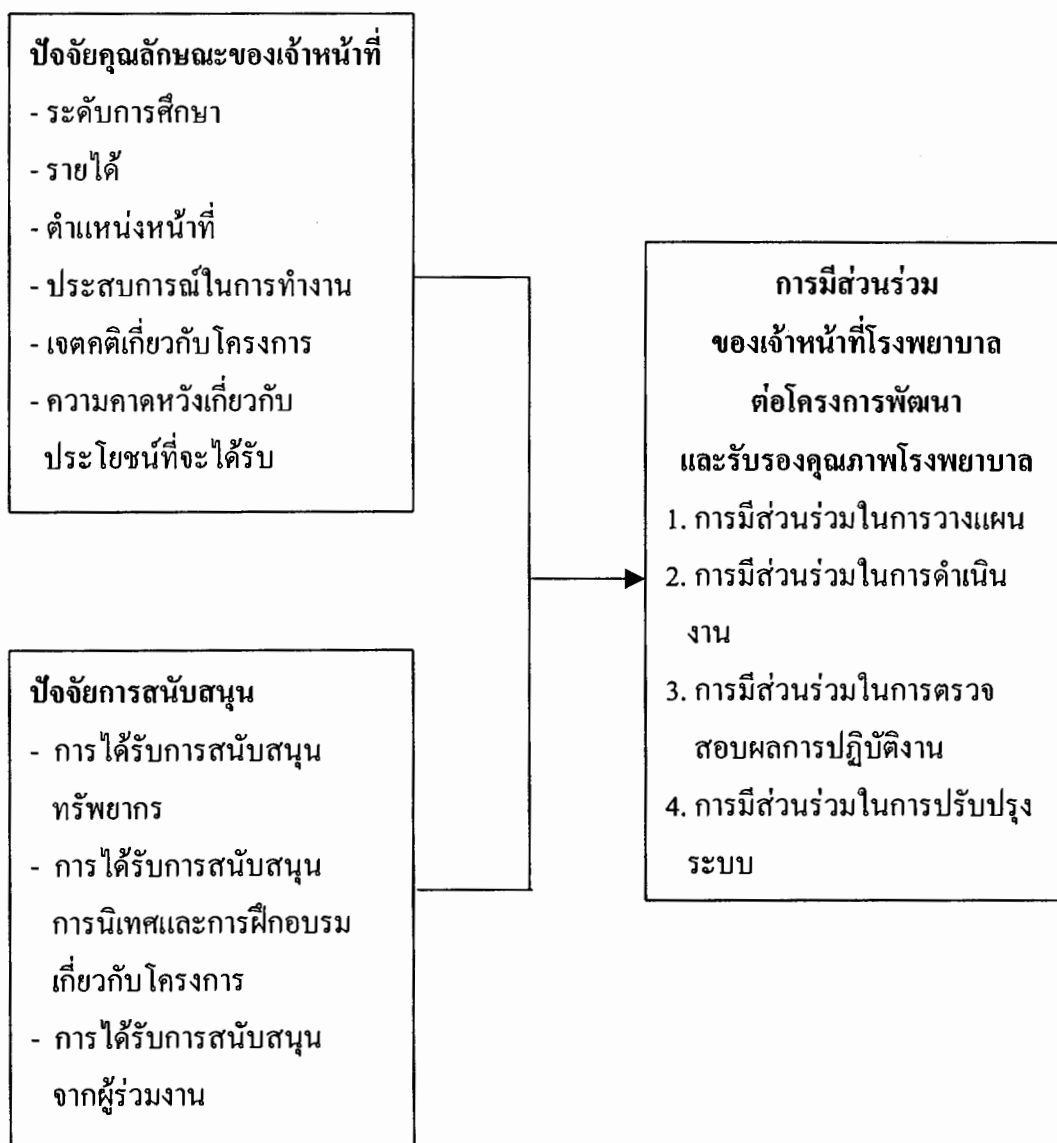 ปัจจัยคุณลักษณะของเจ้าหน้าที่
- ระดับการศึกษา
- รายได้
- ตำแหน่งหน้าที่
- ประสบการณ์ในการทำงาน
- เจตคติเกี่ยวกับโครงการ
- ความคาดหวังเกี่ยวกับ
ประโยชน์ที่จะได้รับ
ปัจจัยการสนับสนุน
- การได้รับการสนับสนุน
ทรัพยากร
- การได้รับการสนับสนุน
การนิเทศและการฝึกอบรม
เกี่ยวกับโครงการ
- การได้รับการสนับสนุน
จากผู้ร่วมงาน
การมีส่วนร่วม
ของเจ้าหน้าที่โรงพยาบาล
ต่อโครงการพัฒนา
และรับรองคุณภาพโรงพยาบาล
1. การมีส่วนร่วมในการวางแผน
2. การมีส่วนร่วมในการดำเนิน
งาน
3. การมีส่วนร่วมในการตรวจ
สอบผลการปฏิบัติงาน
4. การมีส่วนร่วมในการปรับปรุง
ระบบ